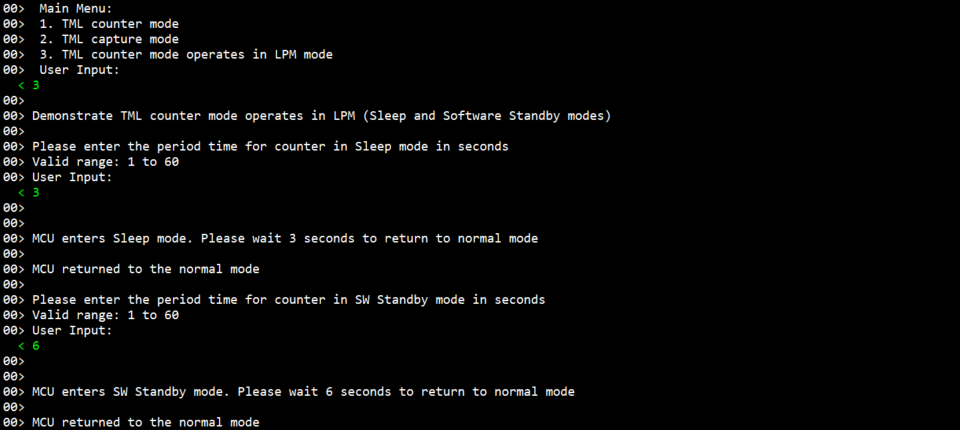 00>  Main Menu:
00>  1. TML counter mode
00>  2. TML capture mode
00>  3. TML counter mode operates in LPM mode
00>  User Input:
< 3
00>
00> Demonstrate TML counter mode operates in LPM (Sleep and Software Standby modes)
00>
00> Please enter the period time for counter in Sleep mode in seconds
00> Valid range: 1 to 60
00> User Input:
< 3
00>
00>
00> MCU enters Sleep mode. Please wait 3 seconds to return to normal mode
00>
00> MCU returned to the normal mode
00>
00> Please enter the period time for counter in SW Standby mode in seconds
00> Valid range: 1 to 60
00> User Input:
< 6
00>
00>
00> MCU enters SW Standby mode. Please wait 6 seconds to return to normal mode
00>
00> MCU returned to the normal mode